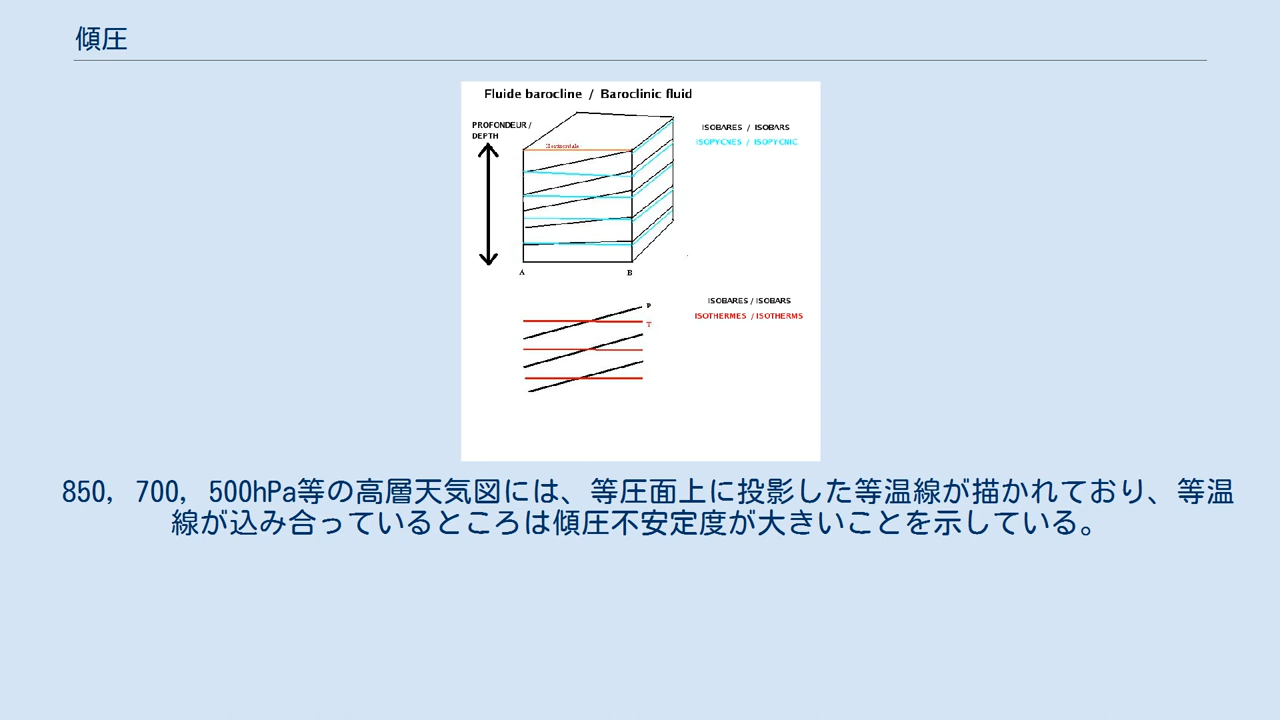 傾圧
Fluide barocline / Baroclinic fluid
PROFONDEUR /
DEPTH
ISOBARES / ISOBARS
ISOPYCNES / ISOPYCNIC
Horizontale
A
B
P
ISOBARES / ISOBARS
T
ISOTHERMES / ISOTHERMS
850, 700, 500hPa等の高層天気図には、等圧面上に投影した等温線が描かれており、等温
線が込み合っているところは傾圧不安定度が大きいことを示している。